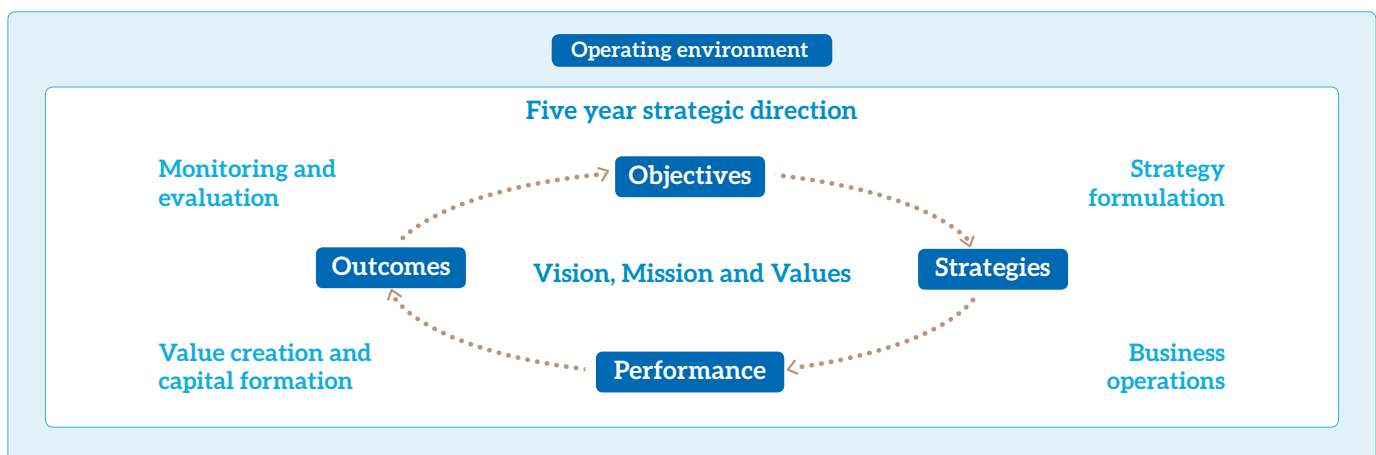 Operating environment
Five year strategic direction
Monitoring and
evaluation
Objectives
Strategy
formulation
Outcomes
Vision, Mission and Values
Strategies
Value creation and
capital formation
Performance
Business
operations